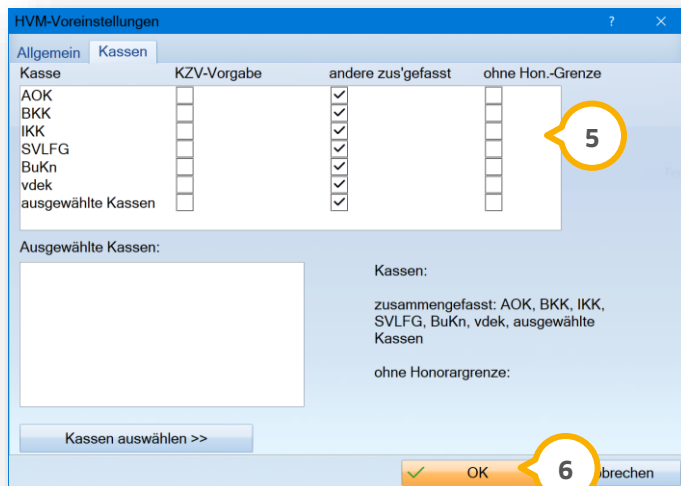 HVM-Voreinstellungen ? ×
Allgemein Kassen
Kasse KZV-Vorgabe andere zus'gefasst ohne Hon.-Grenze
AOK
BKK
IKK
SVLFG
BuKn
vdek
ausgewählte Kassen
5
Ausgewählte Kassen:
Kassen:
zusammengefasst: AOK, BKK, IKK,
SVLFG, BuKn, vdek, ausgewählte
Kassen
ohne Honorargrenze:
Kassen auswählen >>
OK 6 brechen